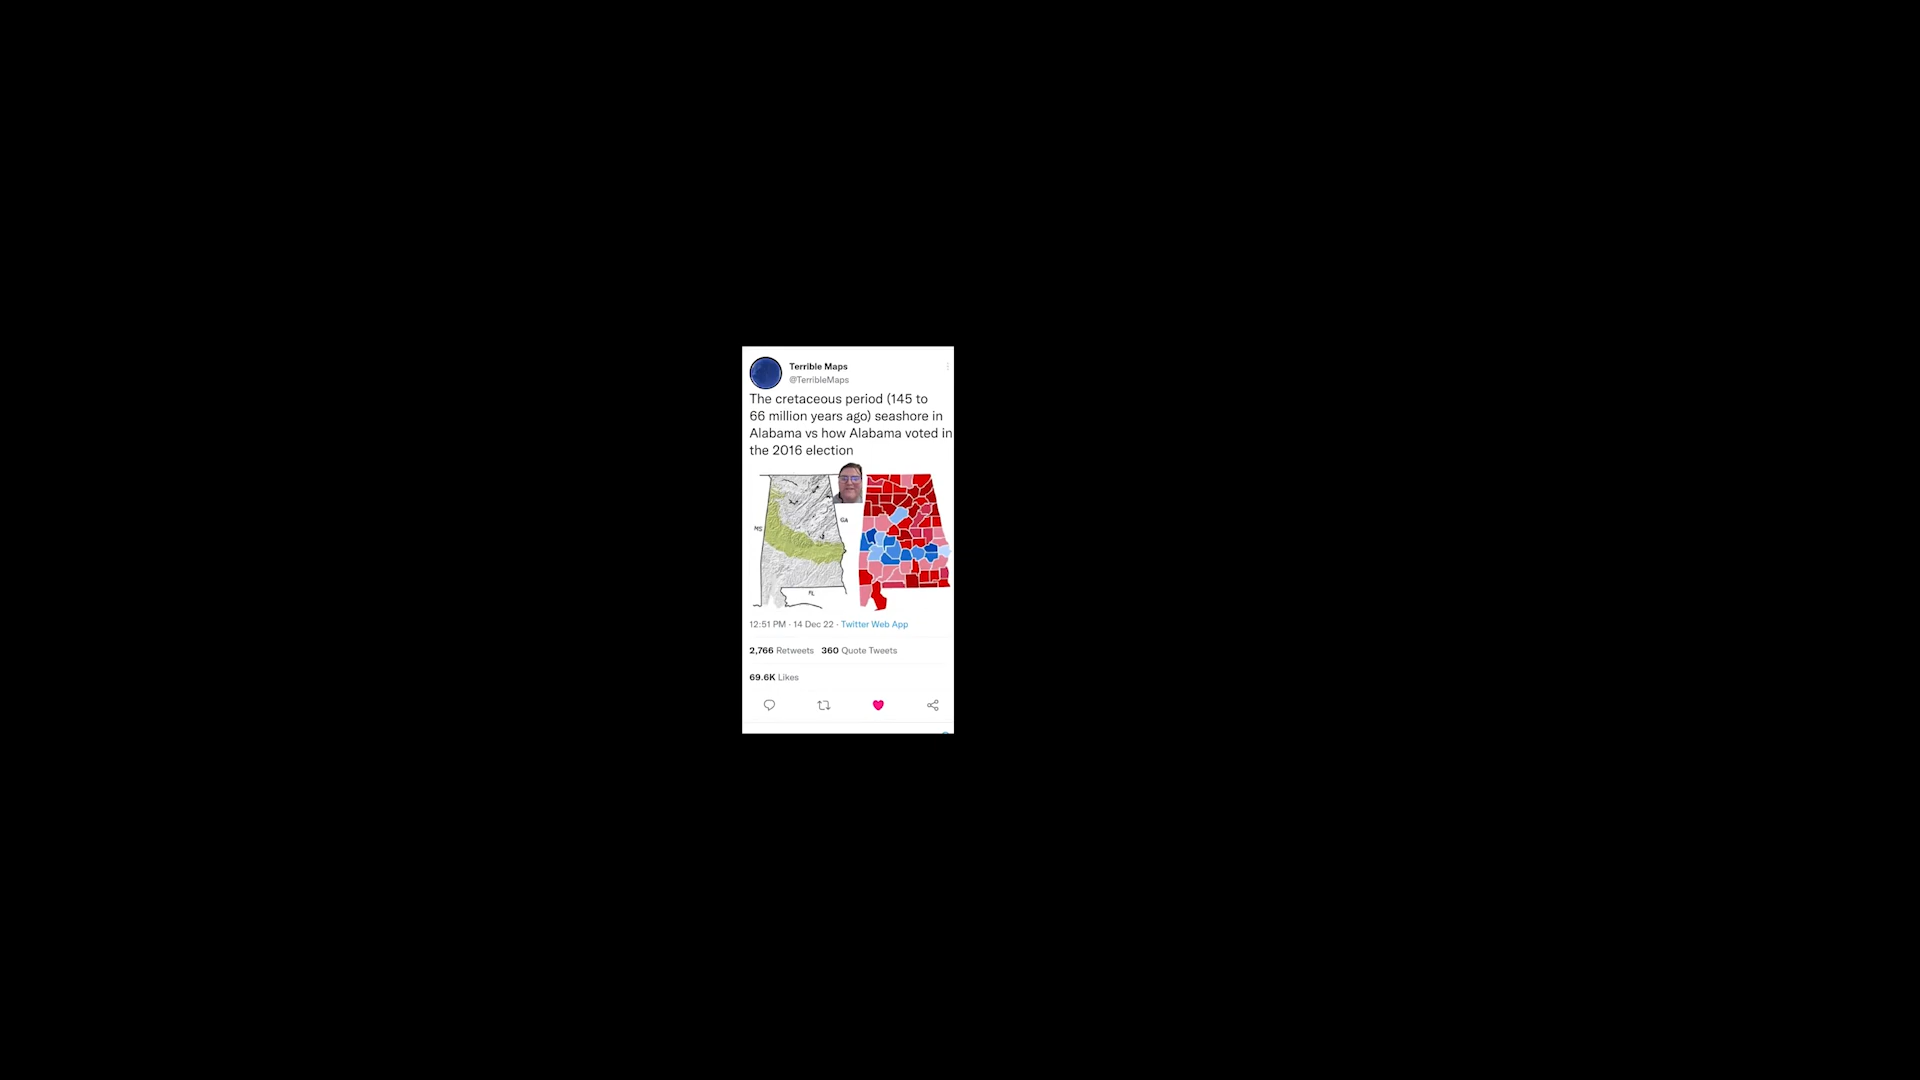 Terrible Maps
@TerribleMaps
The cretaceous period (145 to
66 million years ago) seashore in
Alabama vs how Alabama voted in
the 2016 election
MS
GA
FL
12:51 PM · 14 Dec 22 · Twitter Web App
2,766 Retweets 360 Quote Tweets
69.6K Likes